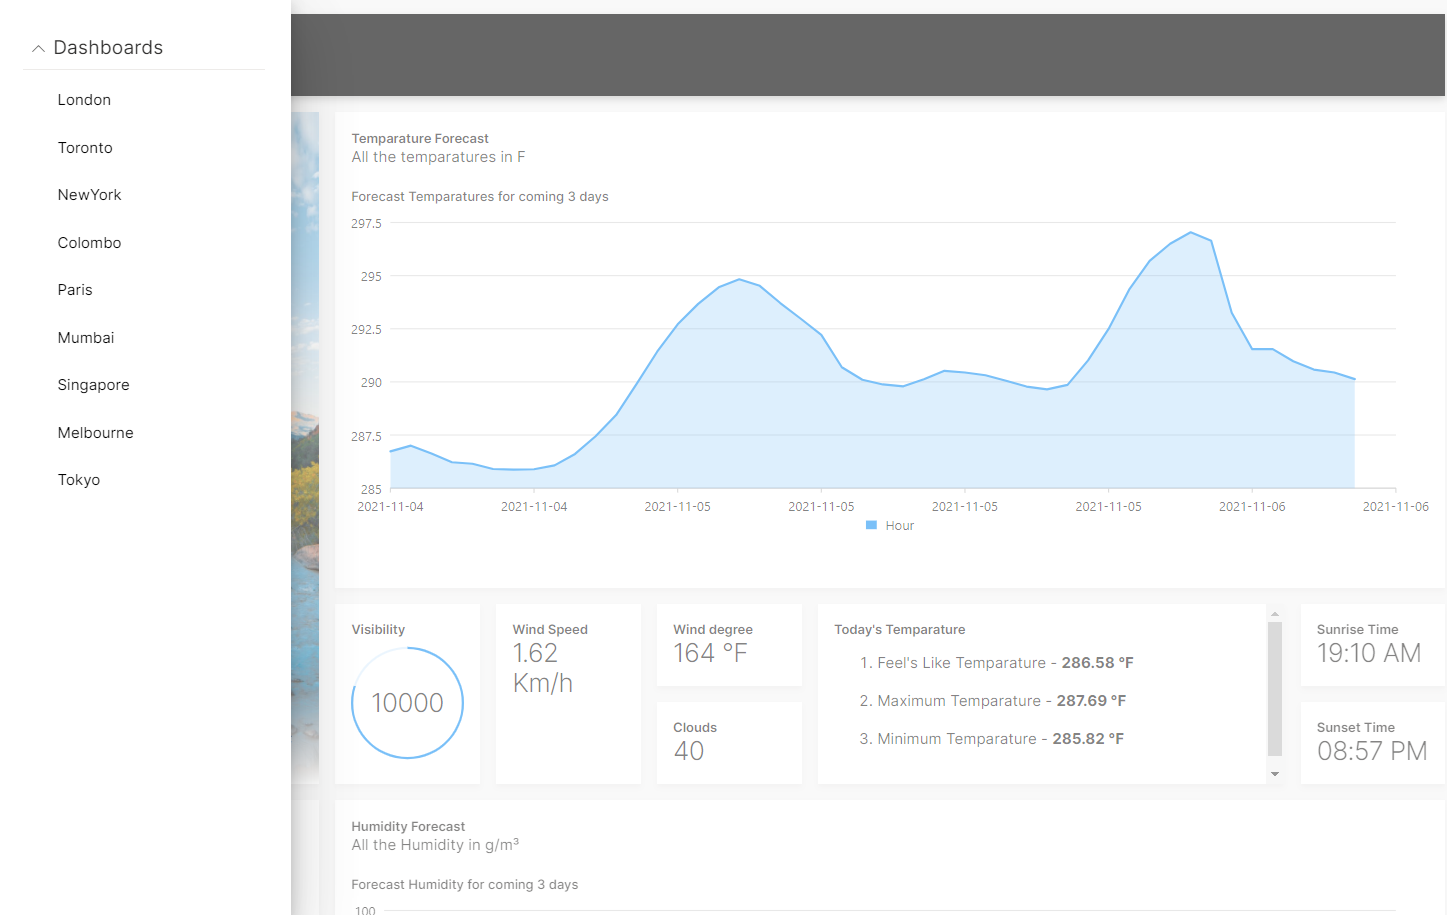 Dashboards
London
Toronto
NewYork
Colombo
Paris
Mumbai
Singapore
Melbourne
Tokyo
Temparature Forecast
All the temparatures in F
Forecast Temparatures for coming 3 days
297.5
295
292.5
290
287.5
285
2021-11-04 2021-11-04 2021-11-05 2021-11-05 2021-11-05 2021-11-05 2021-11-06 2021-11-06
Hour
Visibility
10000
Wind Speed
1.62
Km/h
Wind degree
164 °F
Clouds
40
Today's Temparature
1. Feel's Like Temparature - 286.58 °F
2. Maximum Temparature - 287.69 °F
3. Minimum Temparature - 285.82 °F
Sunrise Time
19:10 AM
Sunset Time
08:57 PM
Humidity Forecast
All the Humidity in g/m³
Forecast Humidity for coming 3 days
100